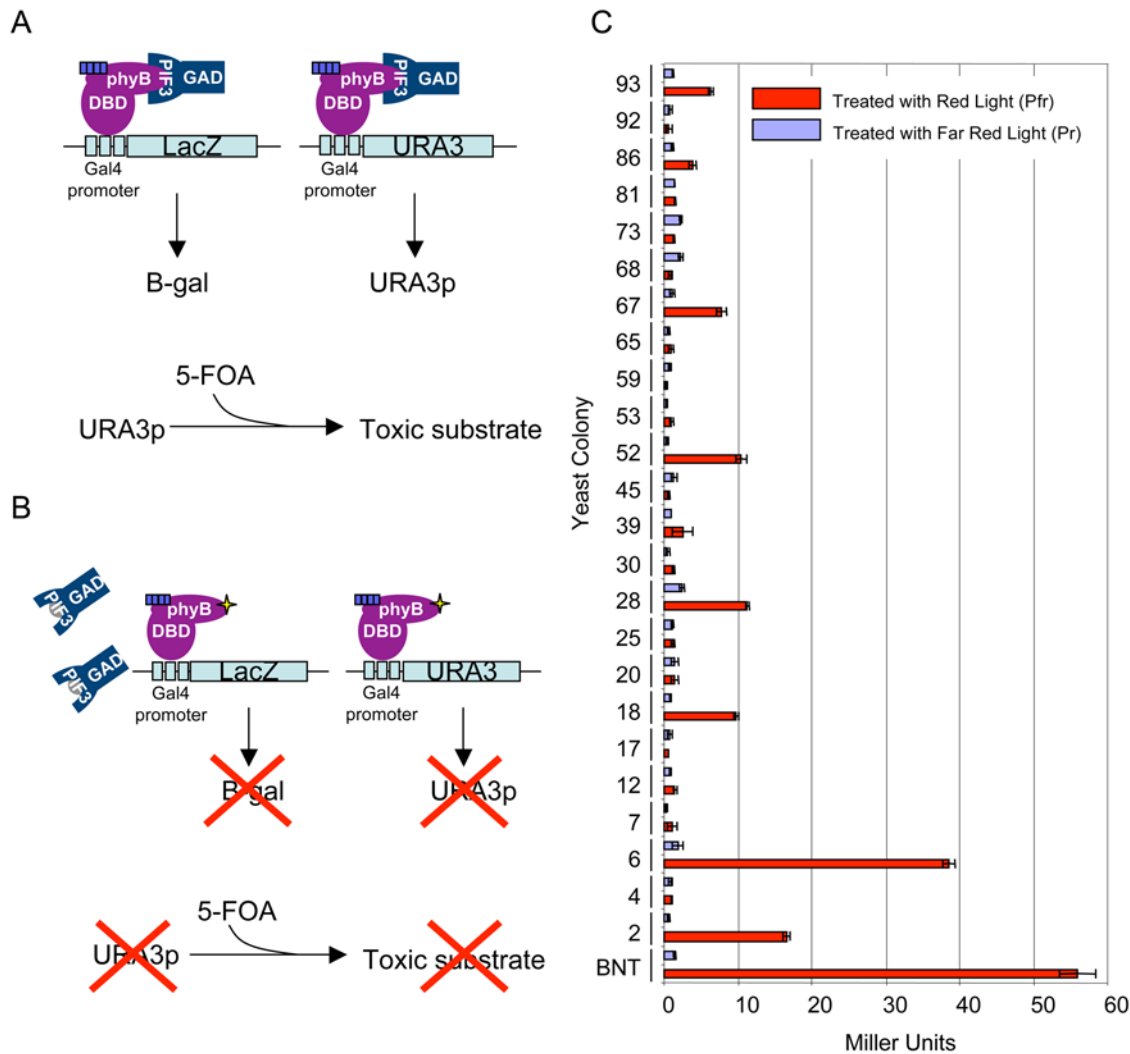 A
phyB
PIF3
GAD
DBD
LacZ
Gal4
promoter
B-gal
phyB
PIF3
GAD
DBD
URA3
Gal4
promoter
URA3p
5-FOA
URA3p
Toxic substrate
B
PIF3
GAD
PIF3
GAD
phyB
DBD
LacZ
Gal4
promoter
B-gal
phyB
DBD
URA3
Gal4
promoter
URA3p
5-FOA
URA3p
Toxic substrate
C
Treated with Red Light (Pfr)
Treated with Far Red Light (Pr)
Yeast Colony
93
92
86
81
73
68
67
65
59
53
52
45
39
30
28
25
20
18
17
12
7
6
4
2
BNT
0 10 20 30 40 50 60
Miller Units